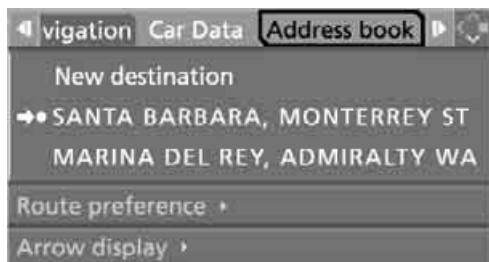 vigation Car Data Address book
New destination
SANTA BARBARA, MONTERREY ST
MARINA DEL REY, ADMIRALTY WA
Route preference
Arrow display